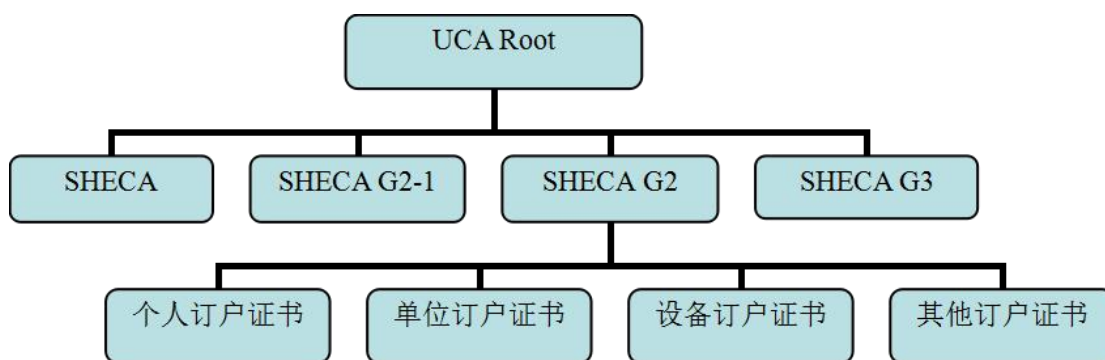 UCA Root
SHECA
SHECA G2-1
SHECA G2
SHECA G3
个人订户证书
单位订户证书
设备订户证书
其他订户证书